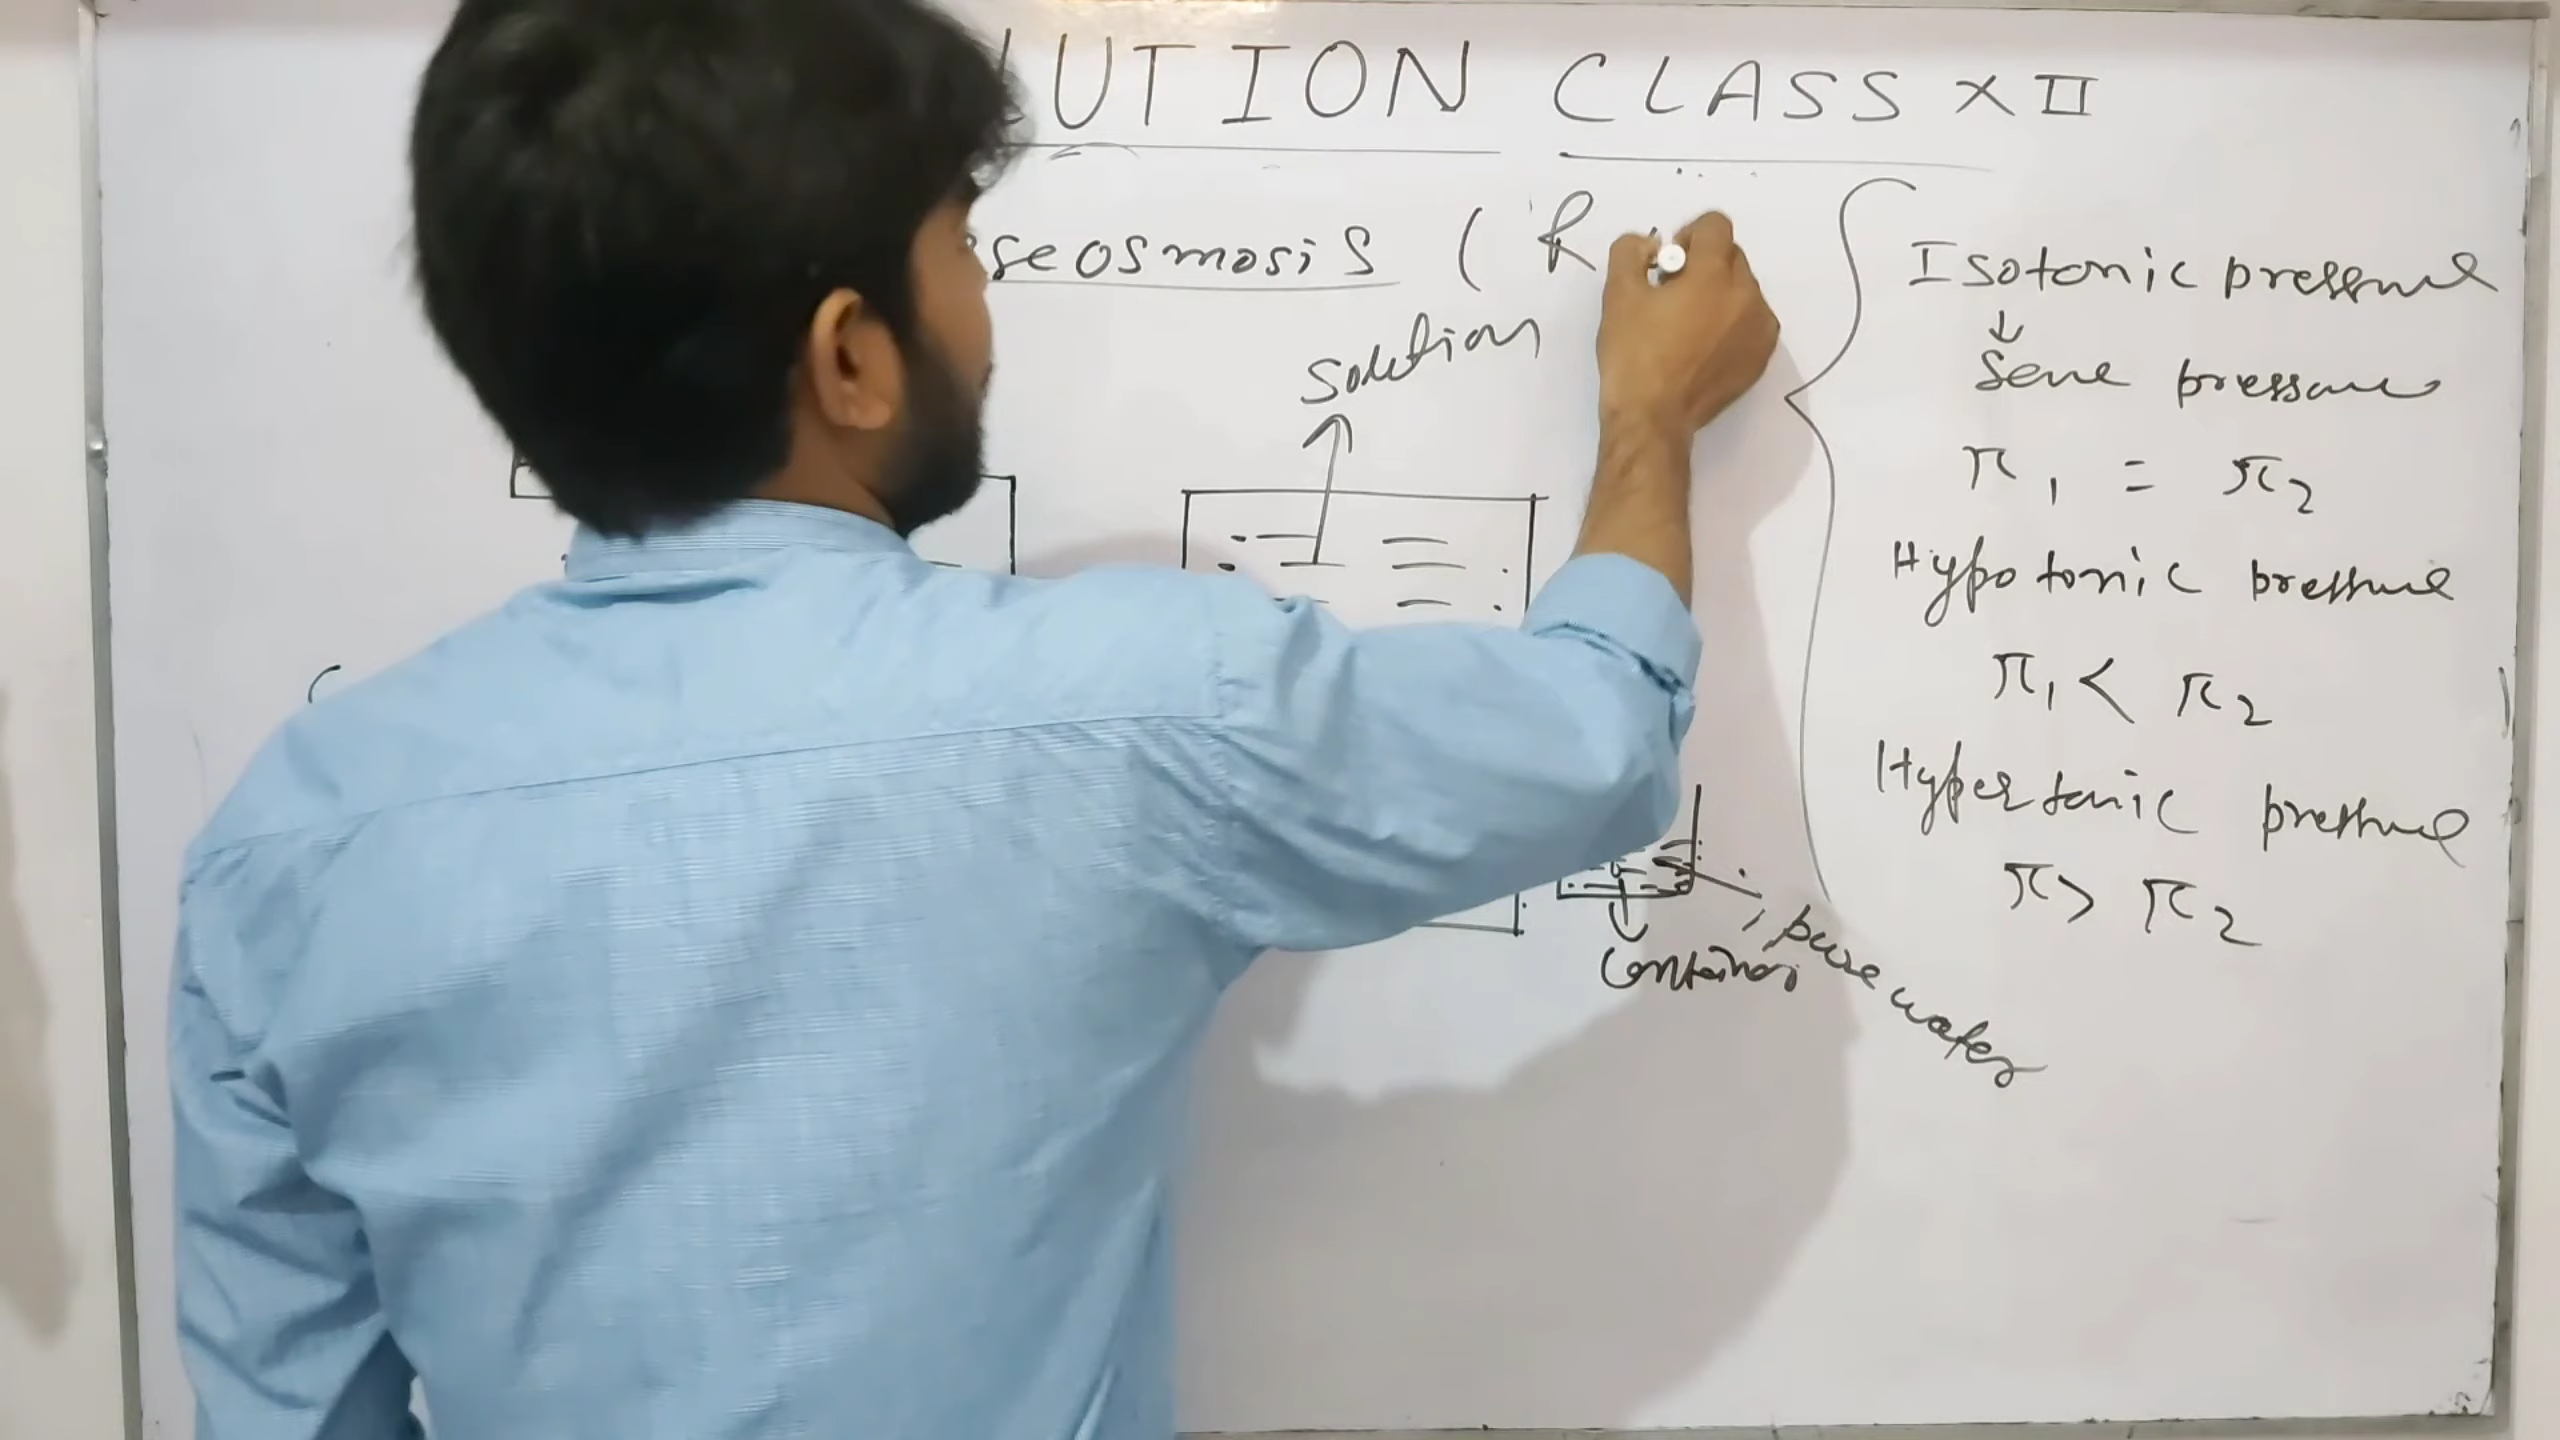 LUTION CLASS XII
seosmosis ( R
solution
Isotonic pressure
pressure
π1 = π2
Hypotonic pressure
π1 < π2
Hypertonic pressure
π > π2
container
pure water